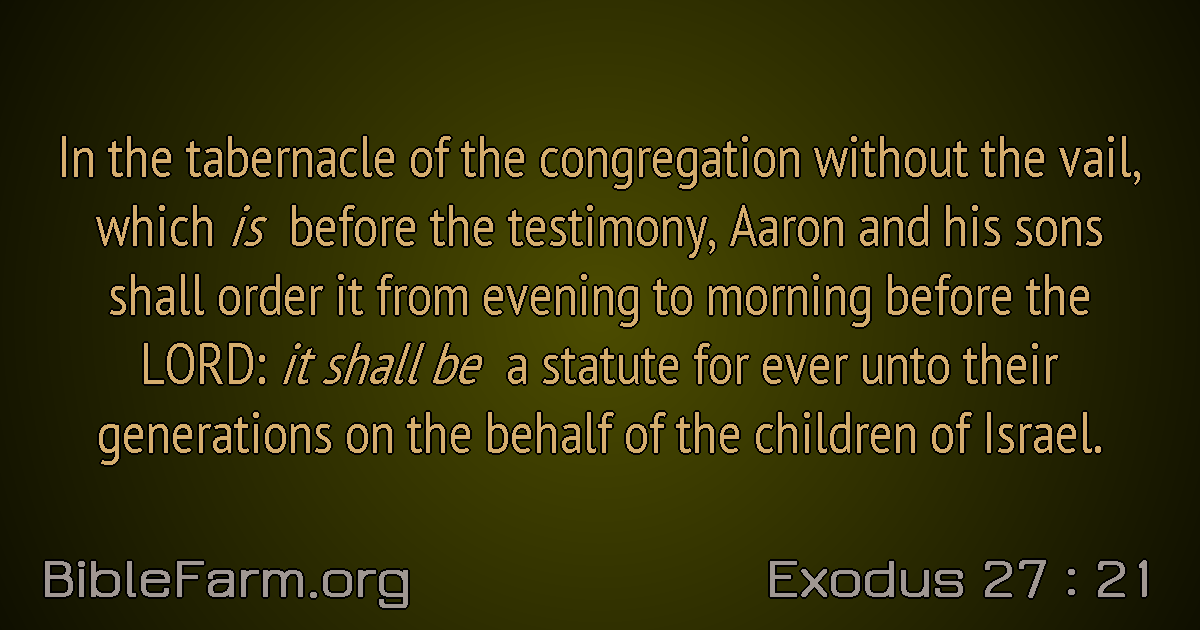 In the tabernacle of the congregation without the vail,
which is before the testimony, Aaron and his sons
shall order it from evening to morning before the
LORD: it shall be a statute for ever unto their
generations on the behalf of the children of Israel.
BibleFarm.org
Exodus 27 : 21